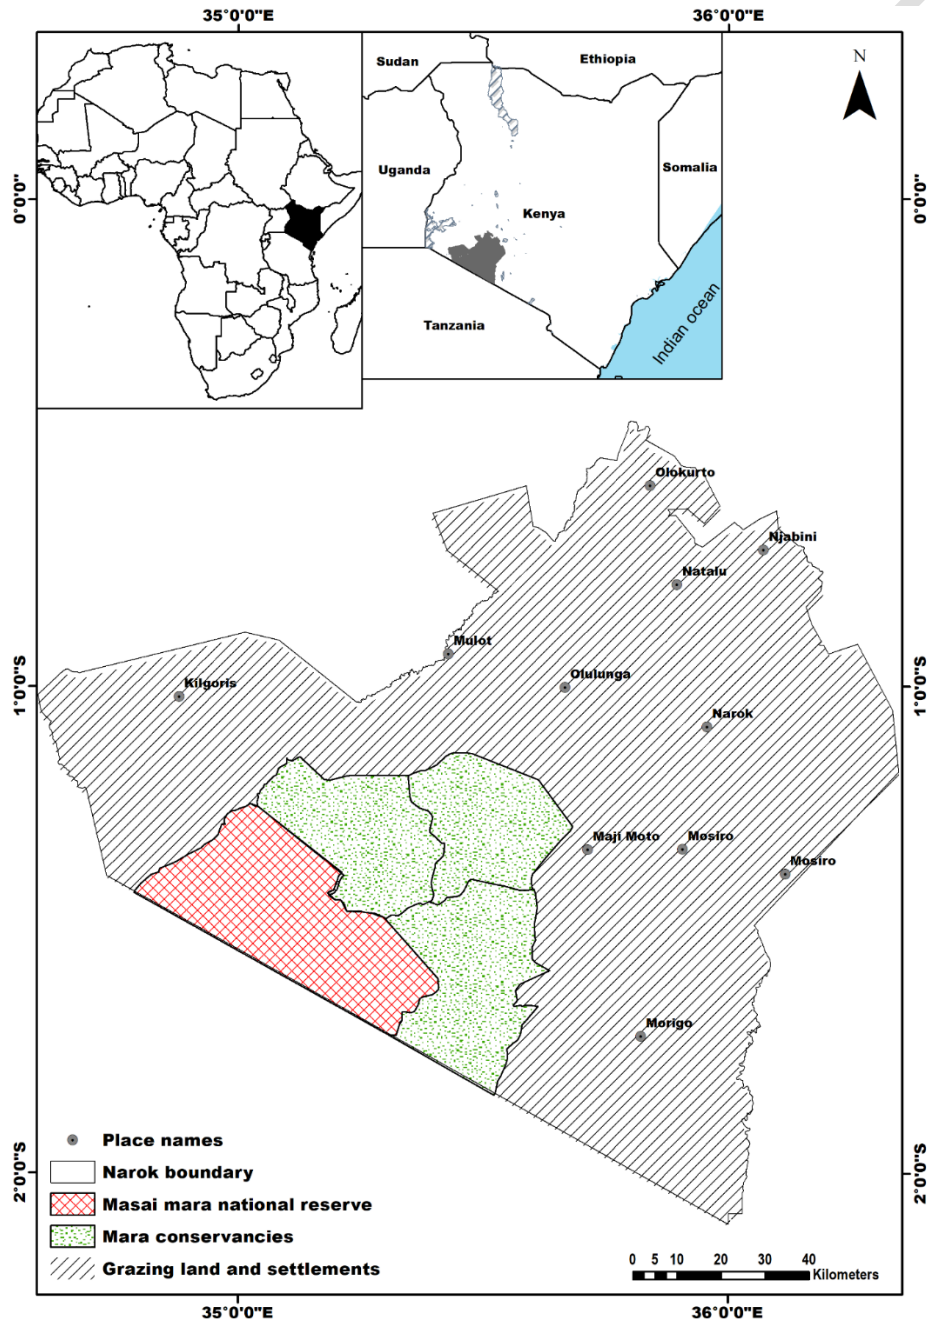 35°0'0"E
36°0'0"E
Sudan
Ethiopia
N
Uganda
Somalia
Kenya
0°0'0"
0°0'0"
Tanzania
Indian ocean
Olokurto
Njabini
Natalu
Mulot
Kilgoris
Olulunga
1°0'0"S
1°0'0"S
Narok
Maji Moto
Mosiro
Mosiro
Morigo
Place names
Narok boundary
2°0'0"S
2°0'0"S
Masai mara national reserve
Mara conservancies
Grazing land and settlements
0 5 10 20 30 40
Kilometers
35°0'0"E
36°0'0"E